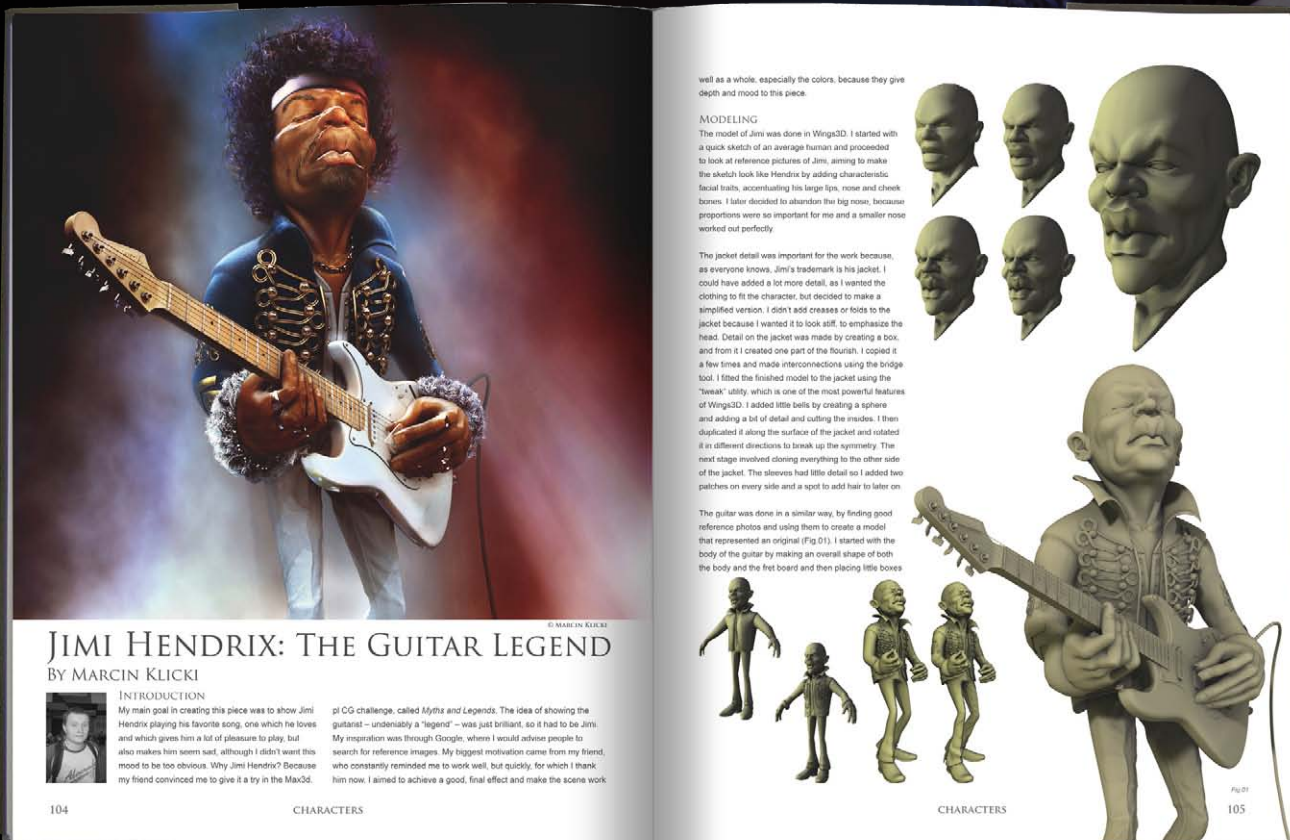 © Marcin Klicki
Jimi Hendrix: The Guitar Legend
By Marcin Klicki
Introduction
My main goal in creating this piece was to show Jimi
Hendrix playing his favorite song, one which he loves
and which gives him a lot of pleasure to play, but
also makes him seem sad, although I didn't want this
mood to be too obvious. Why Jimi Hendrix? Because
my friend convinced me to give it a try in the Max3d.
pl CG challenge, called Myths and Legends. The idea of showing the
guitarist – undeniably a "legend" – was just brilliant, so it had to be Jimi.
My inspiration was through Google, where I would advise people to
search for reference images. My biggest motivation came from my friend,
who constantly reminded me to work well, but quickly, for which I thank
him now. I aimed to achieve a good, final effect and make the scene work
104
CHARACTERS
well as a whole, especially the colors, because they give
depth and mood to this piece.
Modeling
The model of Jimi was done in Wings3D. I started with
a quick sketch of an average human and proceeded
to look at reference pictures of Jimi, aiming to make
the sketch look like Hendrix by adding characteristic
facial traits, accentuating his large lips, nose and cheek
bones. I later decided to abandon the big nose, because
proportions were so important for me and a smaller nose
worked out perfectly.
The jacket detail was important for the work because,
as everyone knows, Jimi's trademark is his jacket. I
could have added a lot more detail, as I wanted the
clothing to fit the character, but decided to make a
simplified version. I didn't add creases or folds to the
jacket because I wanted it to look stiff, to emphasize the
head. Detail on the jacket was made by creating a box,
and from it I created one part of the flourish. I copied it
a few times and made interconnections using the bridge
tool. I fitted the finished model to the jacket using the
"tweak" utility, which is one of the most powerful features
of Wings3D. I added little bells by creating a sphere
and adding a bit of detail and cutting the insides. I then
duplicated it along the surface of the jacket and rotated
it in different directions to break up the symmetry. The
next stage involved cloning everything to the other side
of the jacket. The sleeves had little detail so I added two
patches on every side and a spot to add hair to later on
The guitar was done in a similar way, by finding good
reference photos and using them to create a model
that represented an original (Fig.01). I started with the
body of the guitar by making an overall shape of both
the body and the fret board and then placing little boxes
Fig.01
CHARACTERS
105